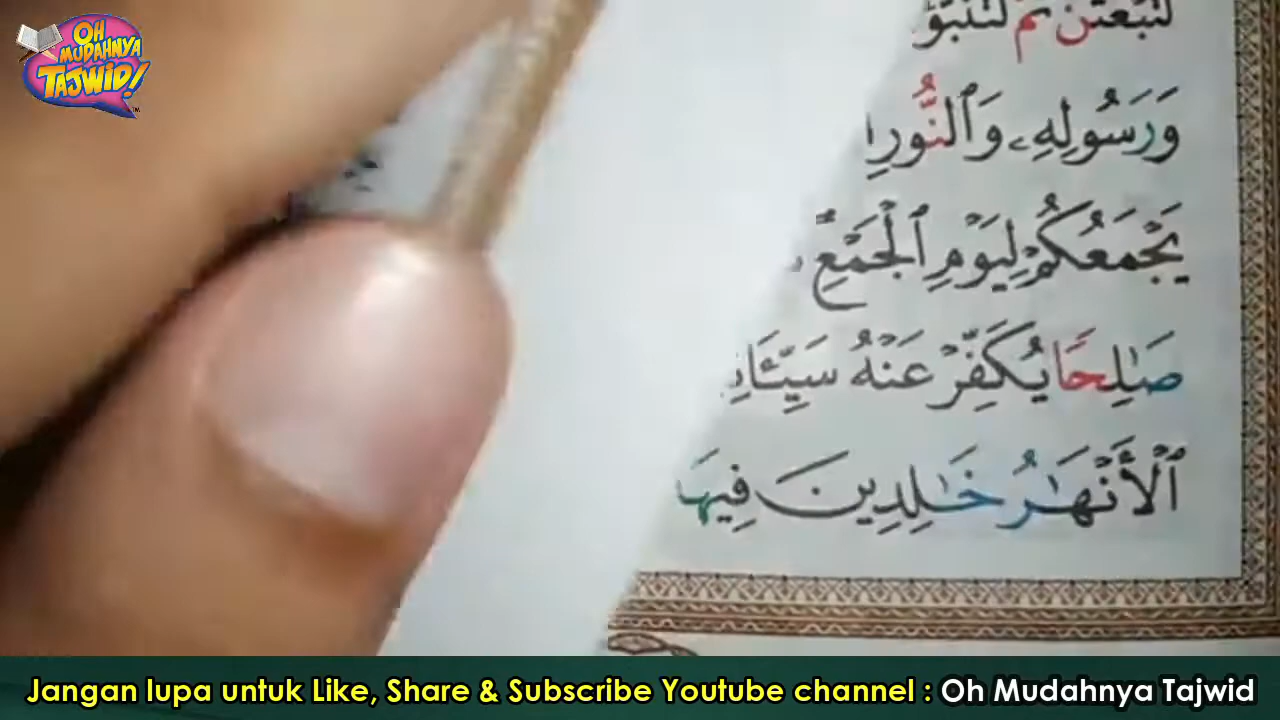 OH
MUDAHNYA
TAJWID!
لَتُبْعَثُنَّ ثُمَّ
وَرَسُولِهِۦ وَٱلنُّورِ
يَجْمَعُكُمْ لِيَوْمِ ٱلْجَمْعِ
صَٰلِحًا يُكَفِّرْ عَنْهُ
ٱلْأَنْهَٰرُ خَٰلِدِينَ فِيهَا
Jangan lupa untuk Like, Share & Subscribe Youtube channel : Oh Mudahnya Tajwid